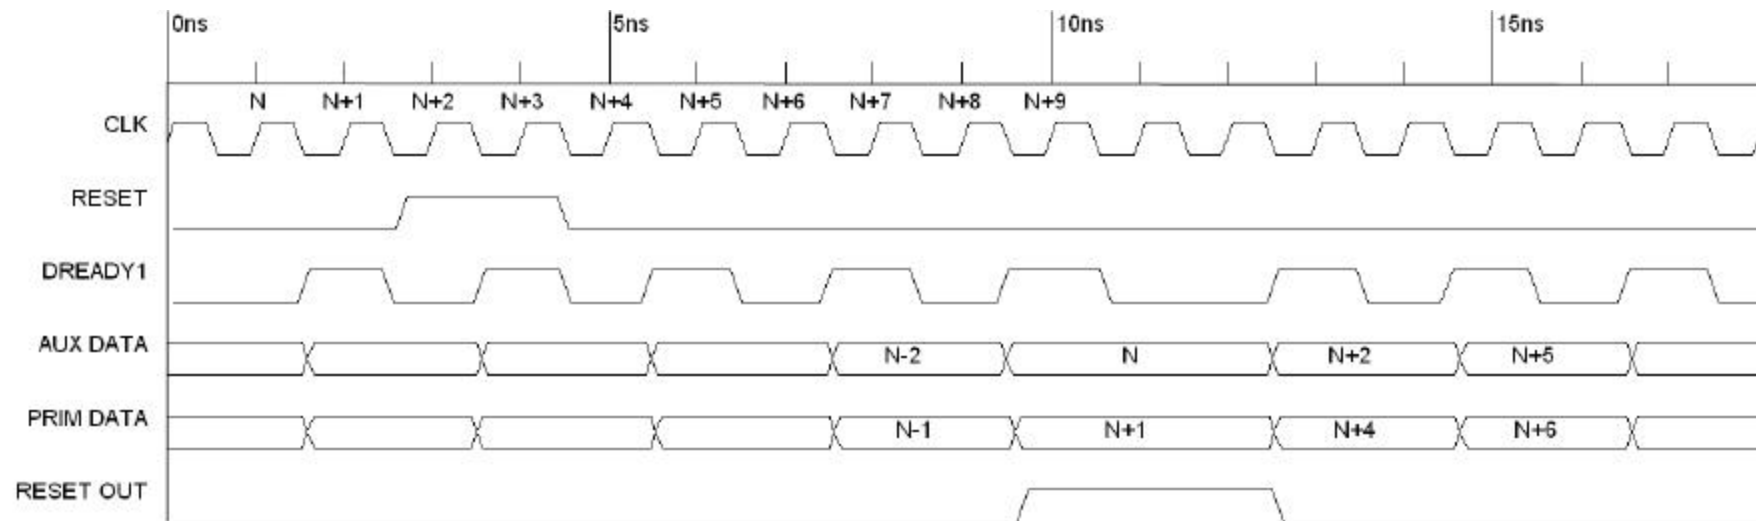 0ns 5ns 10ns 15ns
N N+1 N+2 N+3 N+4 N+5 N+6 N+7 N+8 N+9
CLK
RESET
DREADY1
AUX DATA N-2 N N+2 N+5
PRIM DATA N-1 N+1 N+4 N+6
RESET OUT